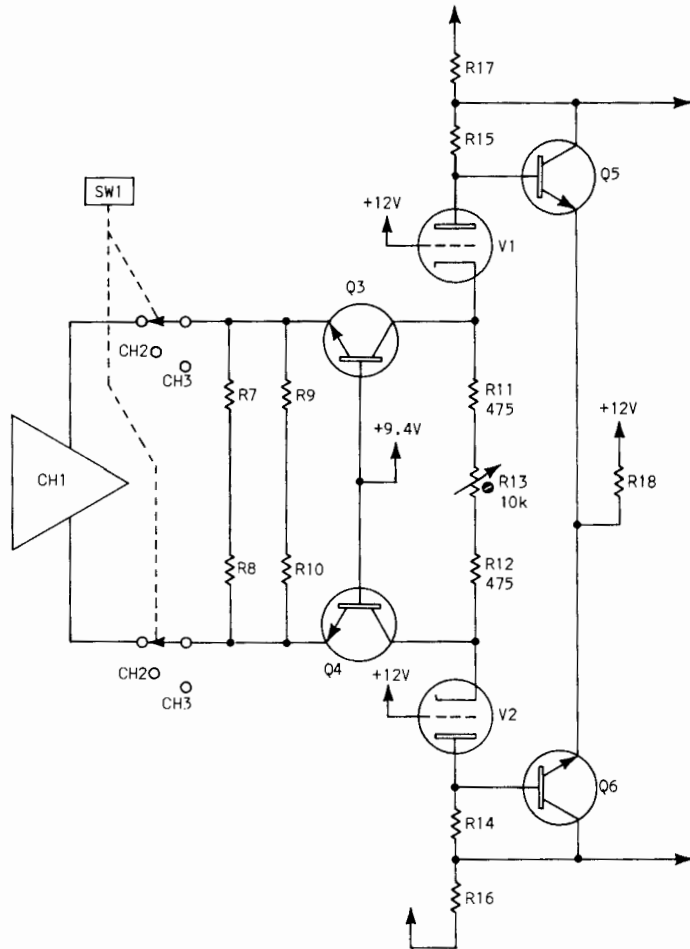 R17
R15
Q5
SW1
+12V
V1
Q3
CH2
CH3
R7
R9
R11
475
+9.4V
+12V
CH1
R13
10k
R18
R8
R10
R12
475
Q4
CH2
CH3
+12V
V2
Q6
R14
R16